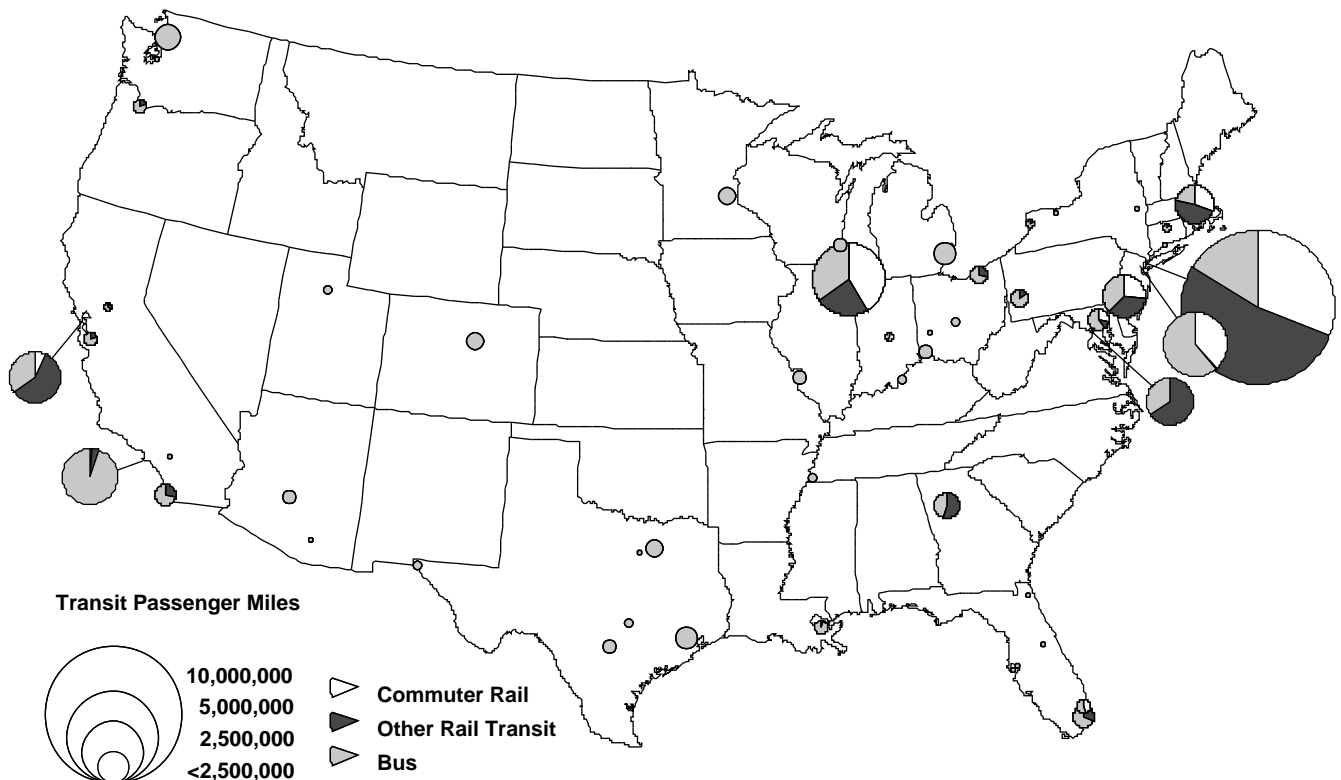 Transit Passenger Miles
10,000,000
5,000,000
2,500,000
<2,500,000
Commuter Rail
Other Rail Transit
Bus